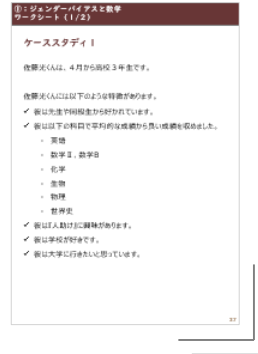 ①：ジェンダーバイアスと数学
ワークシート（1/2）
ケーススタディ1
佐藤光くんは、4月から高校3年生です。
佐藤光くんには以下のような特徴があります。
✓ 彼は先生や同級生から好かれています。
✓ 彼は以下の科目で平均的な成績から良い成績を収めました。
◦ 英語
◦ 数学Ⅱ, 数学B
◦ 化学
◦ 生物
◦ 物理
◦ 世界史
✓ 彼は『人助け』に興味があります。
✓ 彼は学校が好きです。
✓ 彼は大学に行きたいと思っています。